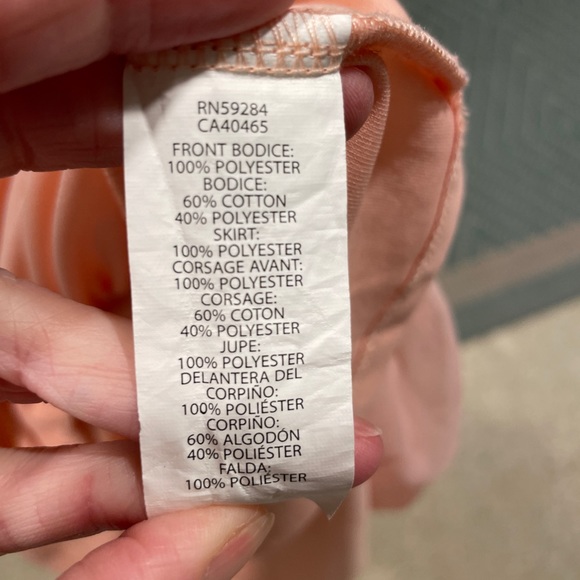 RN59284
CA40465
FRONT BODICE:
100% POLYESTER
BODICE:
60% COTTON
40% POLYESTER
SKIRT:
100% POLYESTER
CORSAGE AVANT:
100% POLYESTER
CORSAGE:
60% COTON
40% POLYESTER
JUPE:
100% POLYESTER
DELANTERA DEL
CORPIÑO:
100% POLIÉSTER
CORPIÑO:
60% ALGODÓN
40% POLIÉSTER
FALDA:
100% POLIÉSTER